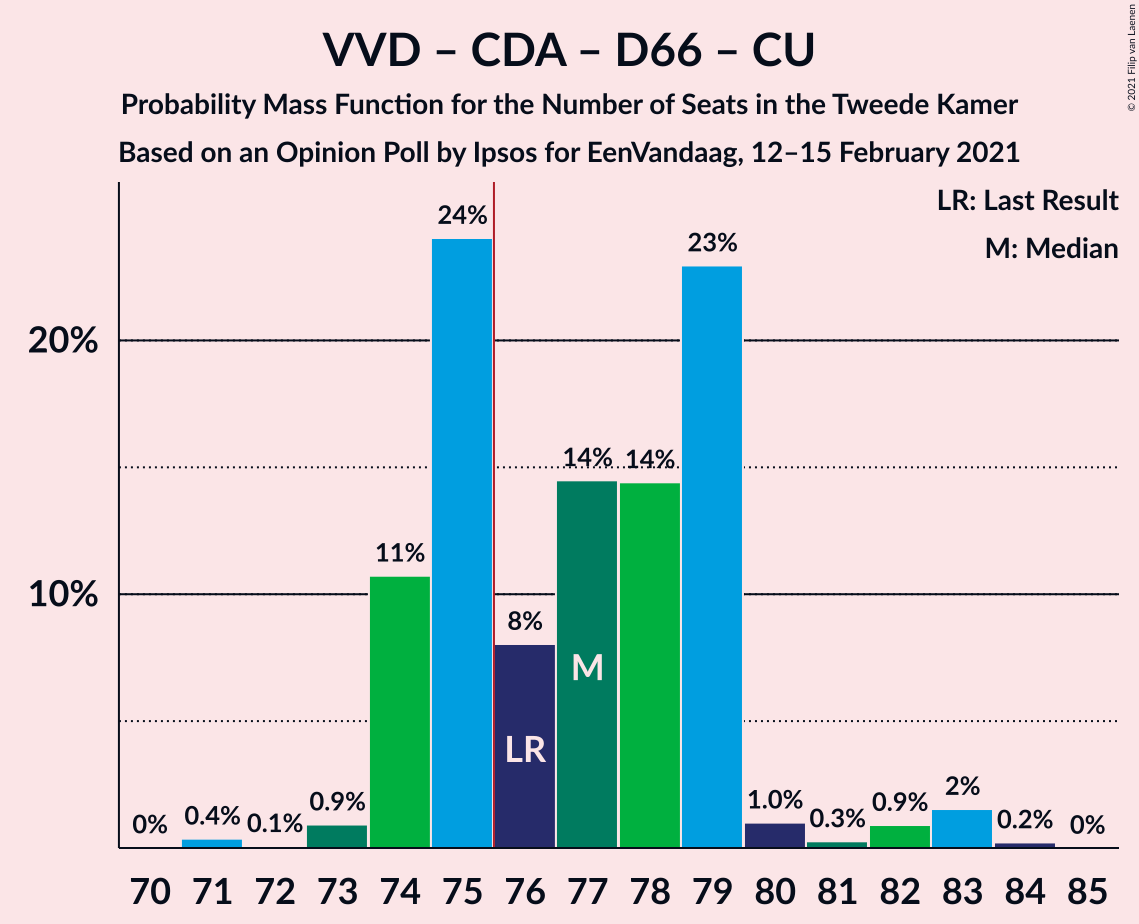 VVD – CDA – D66 – CU
Probability Mass Function for the Number of Seats in the Tweede Kamer
Based on an Opinion Poll by Ipsos for EenVandaag, 12–15 February 2021
© 2021 Filip van Laenen
LR: Last Result
M: Median
20%
10%
0%
0.4%
0.1%
0.9%
11%
24%
8%
14%
14%
23%
1.0%
0.3%
0.9%
2%
0.2%
0%
LR
M
70 71 72 73 74 75 76 77 78 79 80 81 82 83 84 85